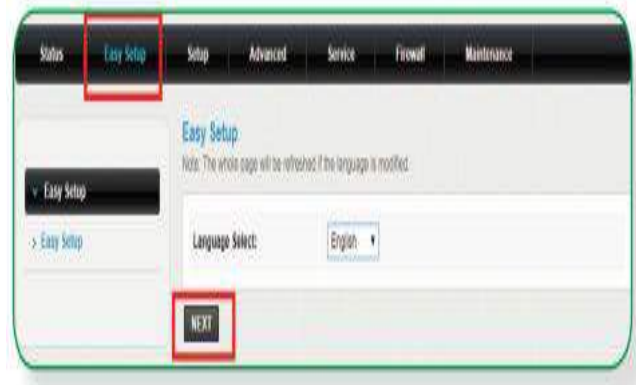 Status Easy Setup Setup Advanced Service Firewall Maintenance
Easy Setup
Note: The whole page will be refreshed if the language is modified.
Easy Setup
Easy Setup
Language Select: English
NEXT